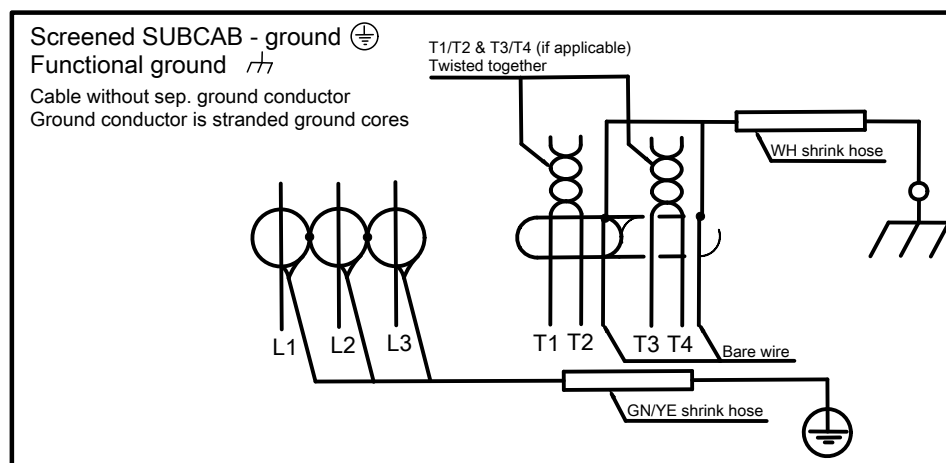 Screened SUBCAB - ground
Functional ground
Cable without sep. ground conductor
Ground conductor is stranded ground cores
T1/T2 & T3/T4 (if applicable)
Twisted together
WH shrink hose
L1 L2 L3
T1 T2 T3 T4
Bare wire
GN/YE shrink hose